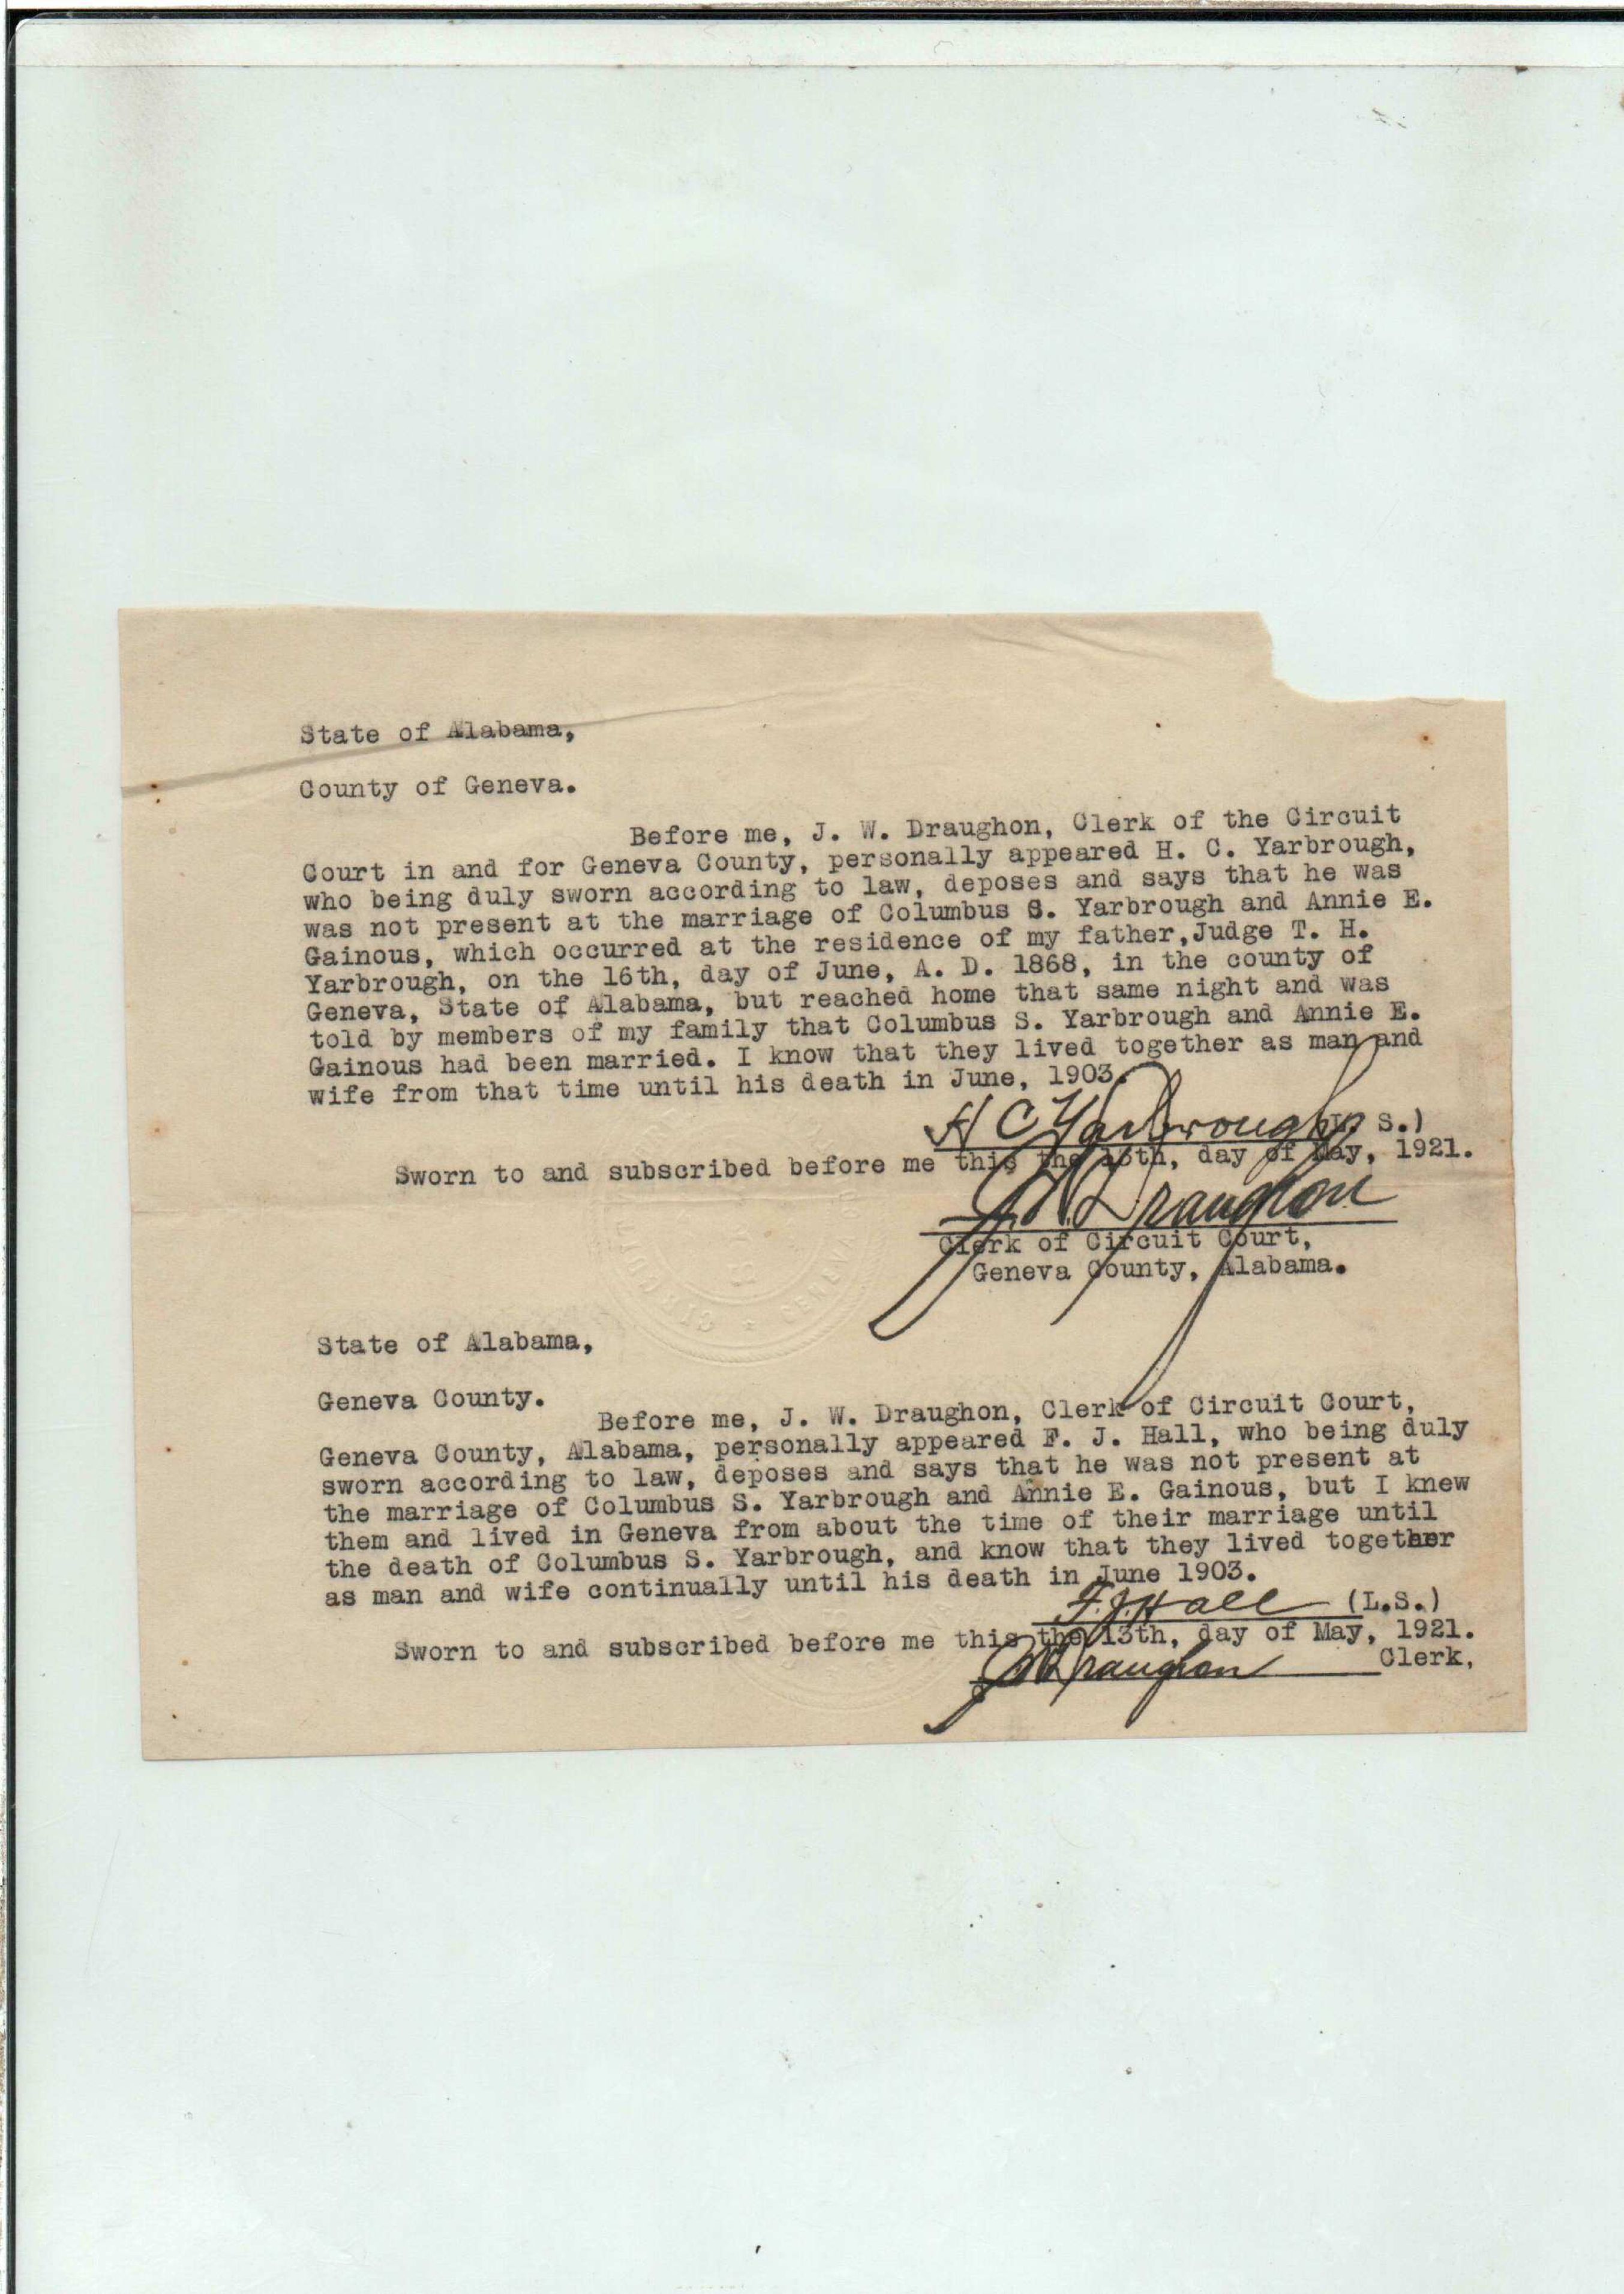 State of Alabama,
County of Geneva.
Before me, J. W. Draughon, Clerk of the Circuit
Court in and for Geneva County, personally appeared H. C. Yarbrough,
who being duly sworn according to law, deposes and says that he was
was not present at the marriage of Columbus S. Yarbrough and Annie E.
Gainous, which occurred at the residence of my father,Judge T. H.
Yarbrough, on the 16th, day of June, A. D. 1868, in the county of
Geneva, State of Alabama, but reached home that same night and was
told by members of my family that Columbus S. Yarbrough and Annie E.
Gainous had been married. I know that they lived together as man and
wife from that time until his death in June, 1903.
H C Yarbrough (L. S.)
Sworn to and subscribed before me this the 13th, day of May, 1921.
J. W. Draughon
Clerk of Circuit Court,
Geneva County, Alabama.
State of Alabama,
Geneva County.
Before me, J. W. Draughon, Clerk of Circuit Court,
Geneva County, Alabama, personally appeared F. J. Hall, who being duly
sworn according to law, deposes and says that he was not present at
the marriage of Columbus S. Yarbrough and Annie E. Gainous, but I knew
them and lived in Geneva from about the time of their marriage until
the death of Columbus S. Yarbrough, and know that they lived together
as man and wife continually until his death in June 1903.
F. J. Hall (L.S.)
Sworn to and subscribed before me this the 13th, day of May, 1921.
J W Draughon Clerk,